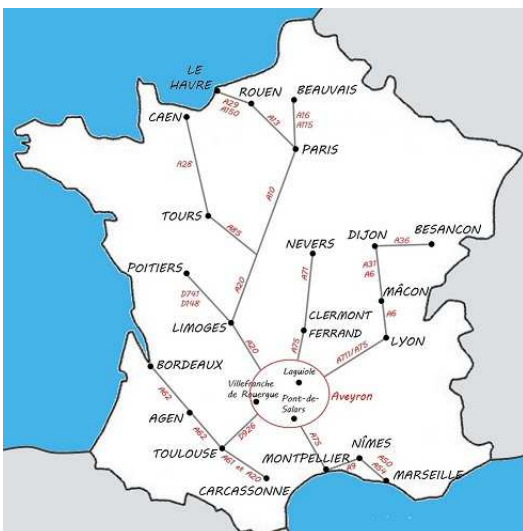 LE
HAVRE
ROUEN
BEAUVAIS
A29
A150
A16
A115
CAEN
A13
PARIS
A28
A10
TOURS
A85
NEVERS
DIJON
BESANCON
A36
POITIERS
A20
A71
A31
A6
D741
D148
MÂCON
LIMOGES
CLERMONT
FERRAND
A6
LYON
A20
A75
A711/A75
BORDEAUX
Laguiole
A62
Villefranche
de Rouergue
Pont-de-
Salars
Aveyron
AGEN
A62
D926
A75
TOULOUSE
MONTPELLIER
NÎMES
A61 et A20
A9
A50
A54
MARSEILLE
CARCASSONNE